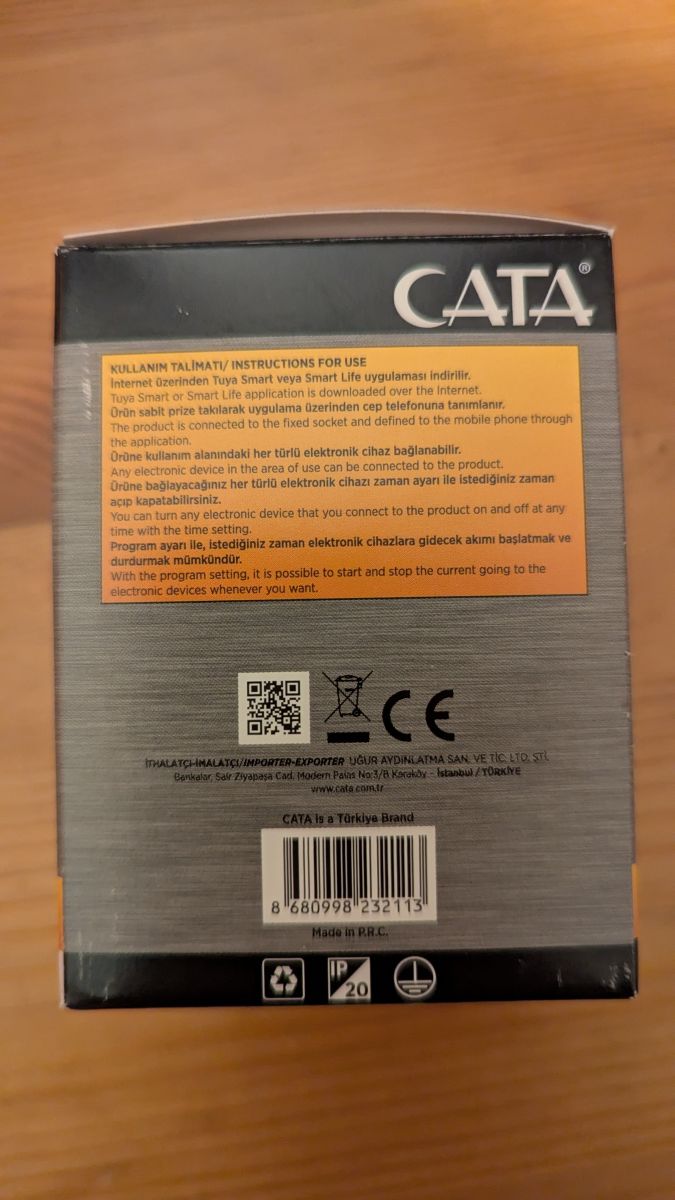 CATA®
KULLANIM TALİMATI/ INSTRUCTIONS FOR USE
İnternet üzerinden Tuya Smart veya Smart Life uygulaması indirilir.
Tuya Smart or Smart Life application is downloaded over the Internet.
Ürün sabit prize takılarak uygulama üzerinden cep telefonuna tanımlanır.
The product is connected to the fixed socket and defined to the mobile phone through
the application.
Ürüne kullanım alanındaki her türlü elektronik cihaz bağlanabilir.
Any electronic device in the area of use can be connected to the product.
Ürüne bağlayacağınız her türlü elektronik cihazı zaman ayarı ile istediğiniz zaman
açıp kapatabilirsiniz.
You can turn any electronic device that you connect to the product on and off at any
time with the time setting.
Program ayarı ile, istediğiniz zaman elektronik cihazlara gidecek akımı başlatmak ve
durdurmak mümkündür.
With the program setting, it is possible to start and stop the current going to the
electronic devices whenever you want.
CE
İTHALATÇI-İMALATÇI/IMPORTER-EXPORTER UĞUR AYDINLATMA SAN. VE TİC. LTD. ŞTİ.
Bankalar, Şair Ziyapaşa Cad. Modern Palas No:3/B Karaköy - İstanbul / TÜRKİYE
www.cata.com.tr
CATA is a Türkiye Brand
8 680998 232113
Made in P.R.C.
IP 20